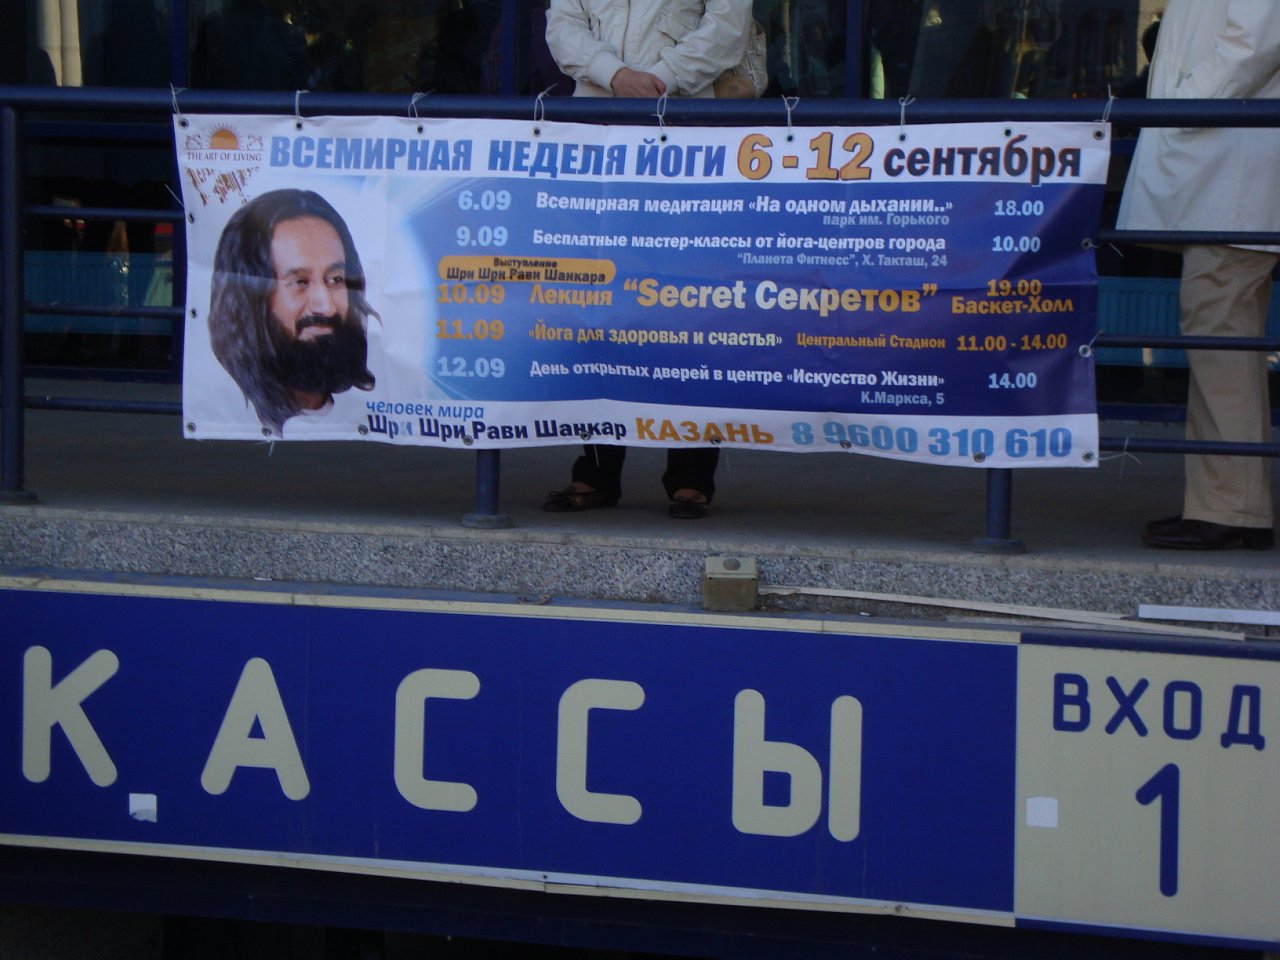 THE ART OF LIVING
ВСЕМИРНАЯ НЕДЕЛЯ ЙОГИ 6 - 12 сентября
6.09 Всемирная медитация «На одном дыхании..» 18.00
парк им. Горького
9.09 Бесплатные мастер-классы от йога-центров города 10.00
"Планета Фитнесс", Х. Такташ, 24
Выступление
Шри Шри Рави Шанкара
10.09 Лекция "Secret Секретов" 19.00
Баскет-Холл
11.09 «Йога для здоровья и счастья» Центральный Стадион 11.00 - 14.00
12.09 День открытых дверей в центре «Искусство Жизни» 14.00
К.Маркса, 5
человек мира
Шри Шри Рави Шанкар КАЗАНЬ 8 9600 310 610
КАССЫ
ВХОД
1